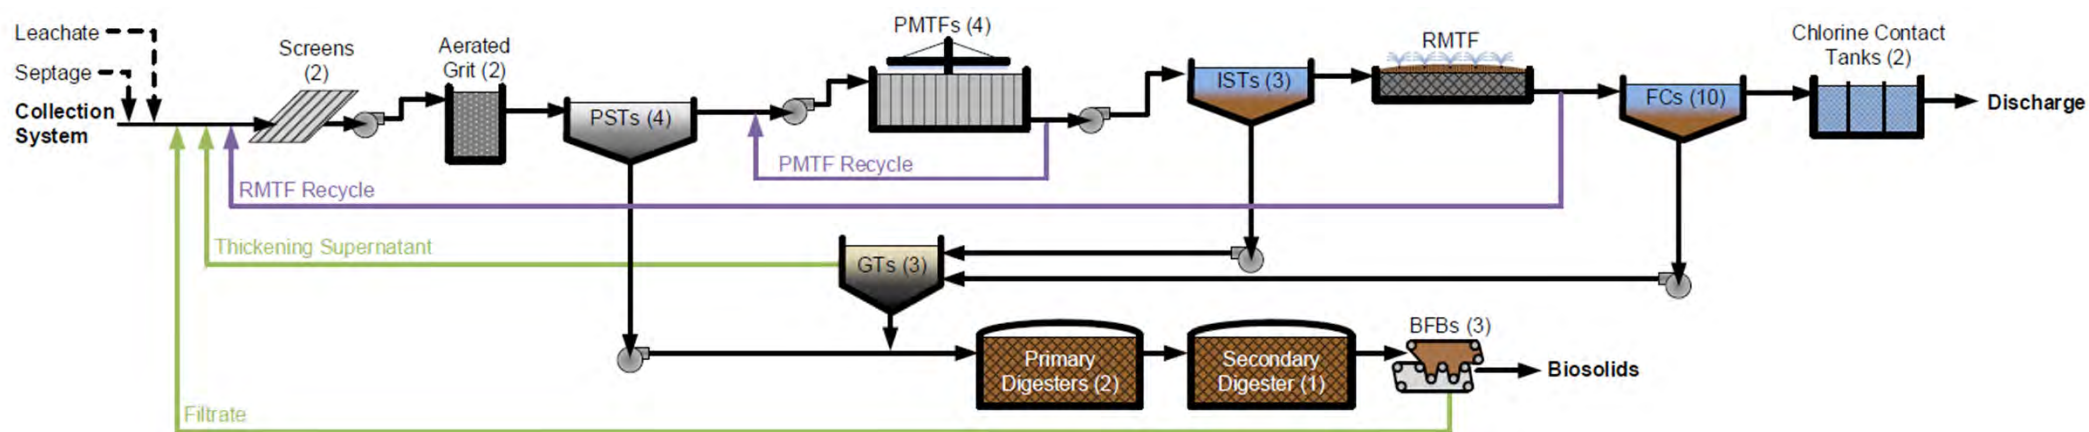 Leachate
Septage
Collection
System
Screens
(2)
Aerated
Grit (2)
PSTs (4)
PMTFs (4)
PMTF Recycle
ISTs (3)
RMTF
FCs (10)
Chlorine Contact
Tanks (2)
Discharge
RMTF Recycle
Thickening Supernatant
GTs (3)
Primary
Digesters (2)
Secondary
Digester (1)
BFBs (3)
Biosolids
Filtrate